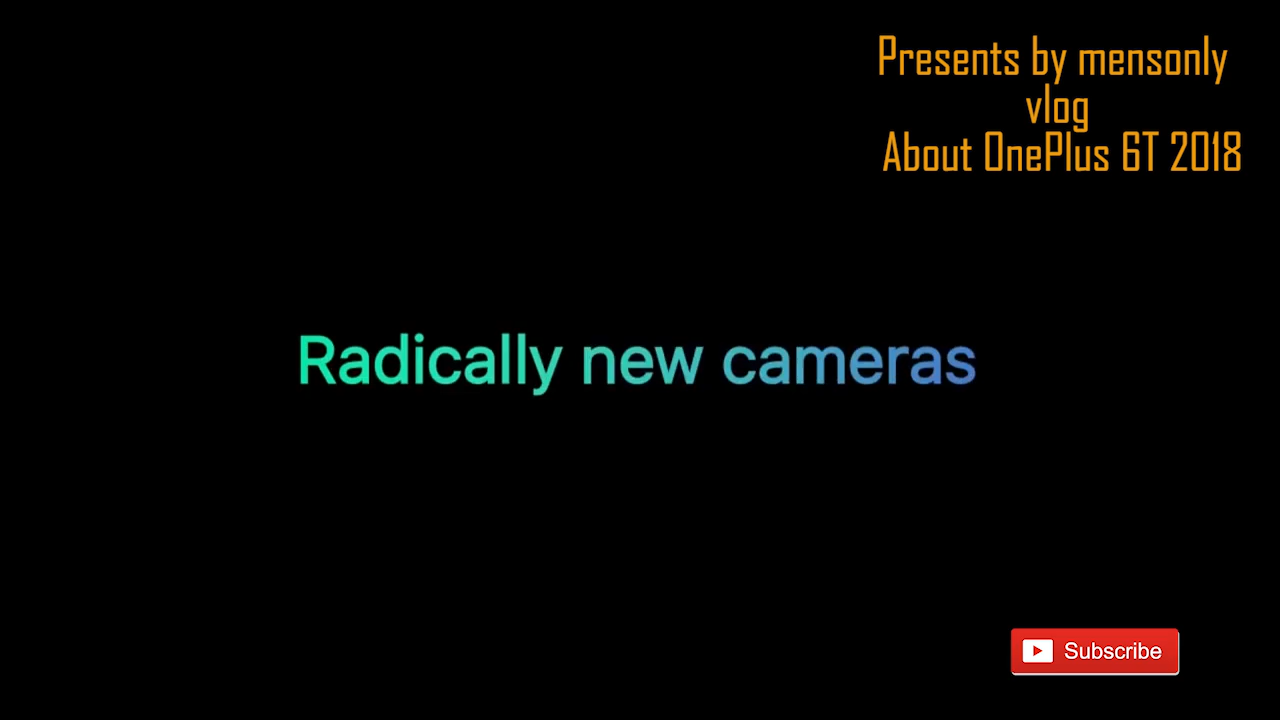 Presents by mensonly
vlog
About OnePlus 6T 2018
Radically new cameras
Subscribe